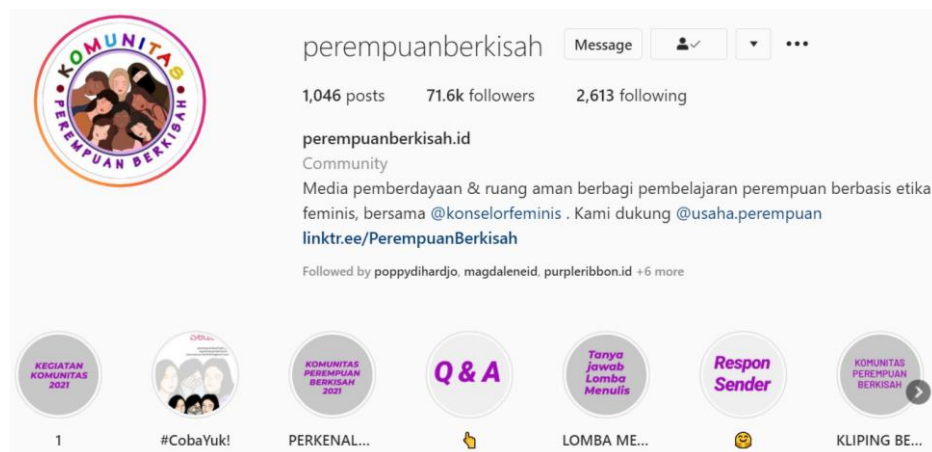 KOMUNITAS
PEREMPUAN BERKISAH
perempuanberkisah Message
1,046 posts 71.6k followers 2,613 following
perempuanberkisah.id
Community
Media pemberdayaan & ruang aman berbagi pembelajaran perempuan berbasis etika
feminis, bersama @konselorfeminis . Kami dukung @usaha.perempuan
linktr.ee/PerempuanBerkisah
Followed by poppydihardjo, magdaleneid, purpleribbon.id +6 more
KEGIATAN
KOMUNITAS
2021
KOMUNITAS
PEREMPUAN
BERKISAH
2021
Q & A
Tanya
jawab
Lomba
Menulis
Respon
Sender
KOMUNITAS
PEREMPUAN
BERKISAH
1 #CobaYuk! PERKENAL... 👆 LOMBA ME... 🤗 KLIPING BE...